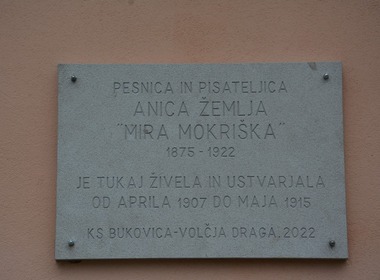 PESNICA IN PISATELJICA
ANICA ŽEMLJA
"MIRA MOKRIŠKA"
1875 - 1922
JE TUKAJ ŽIVELA IN USTVARJALA
OD APRILA 1907 DO MAJA 1915
KS BUKOVICA-VOLČJA DRAGA, 2022